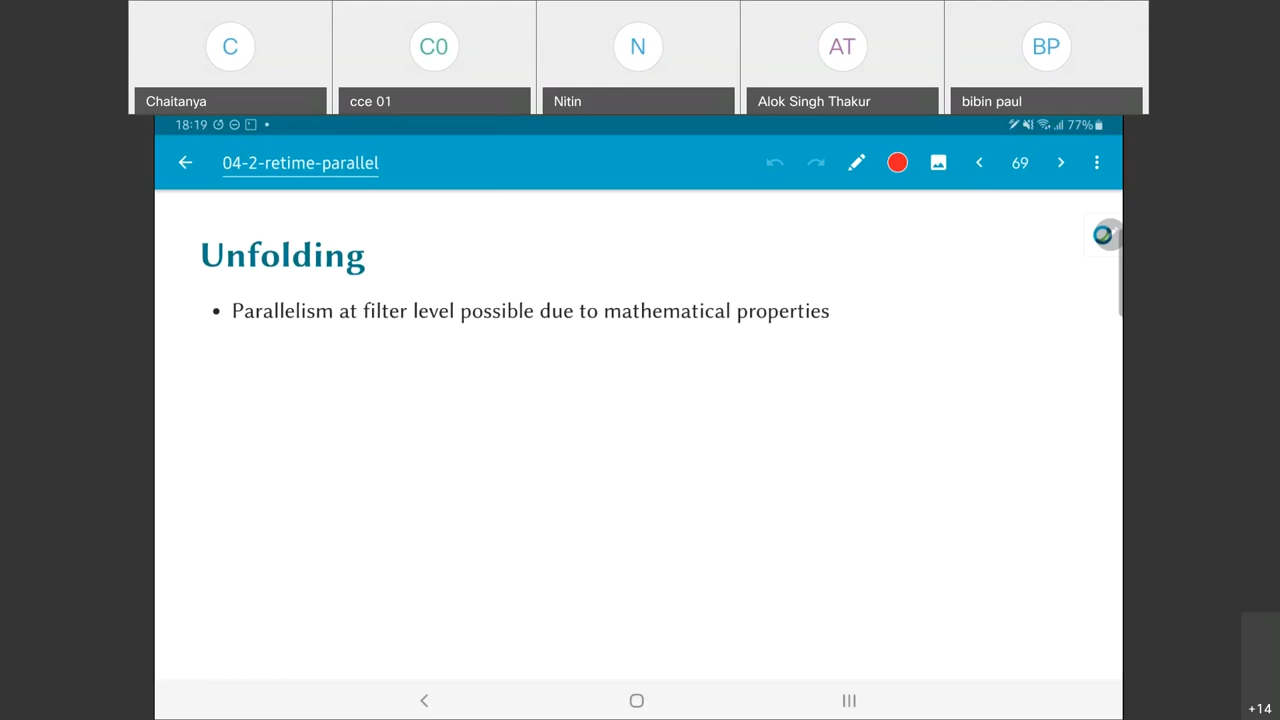 C
C0
N
AT
BP
Chaitanya
cce 01
Nitin
Alok Singh Thakur
bibin paul
18:19
77%
04-2-retime-parallel
69
Unfolding
• Parallelism at filter level possible due to mathematical properties
+14